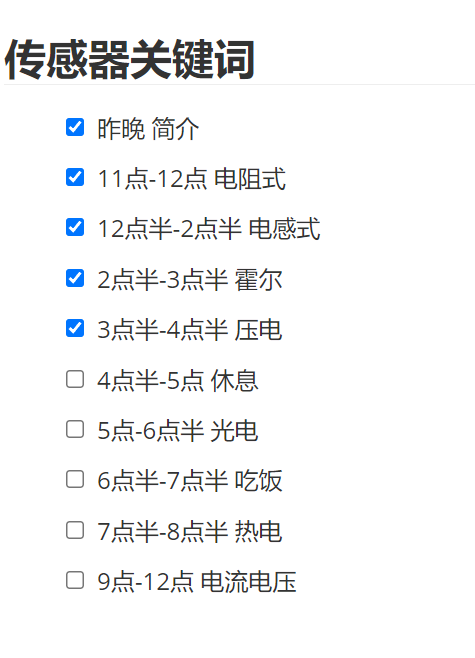 传感器关键词
昨晚 简介
11点-12点 电阻式
12点半-2点半 电感式
2点半-3点半 霍尔
3点半-4点半 压电
4点半-5点 休息
5点-6点半 光电
6点半-7点半 吃饭
7点半-8点半 热电
9点-12点 电流电压